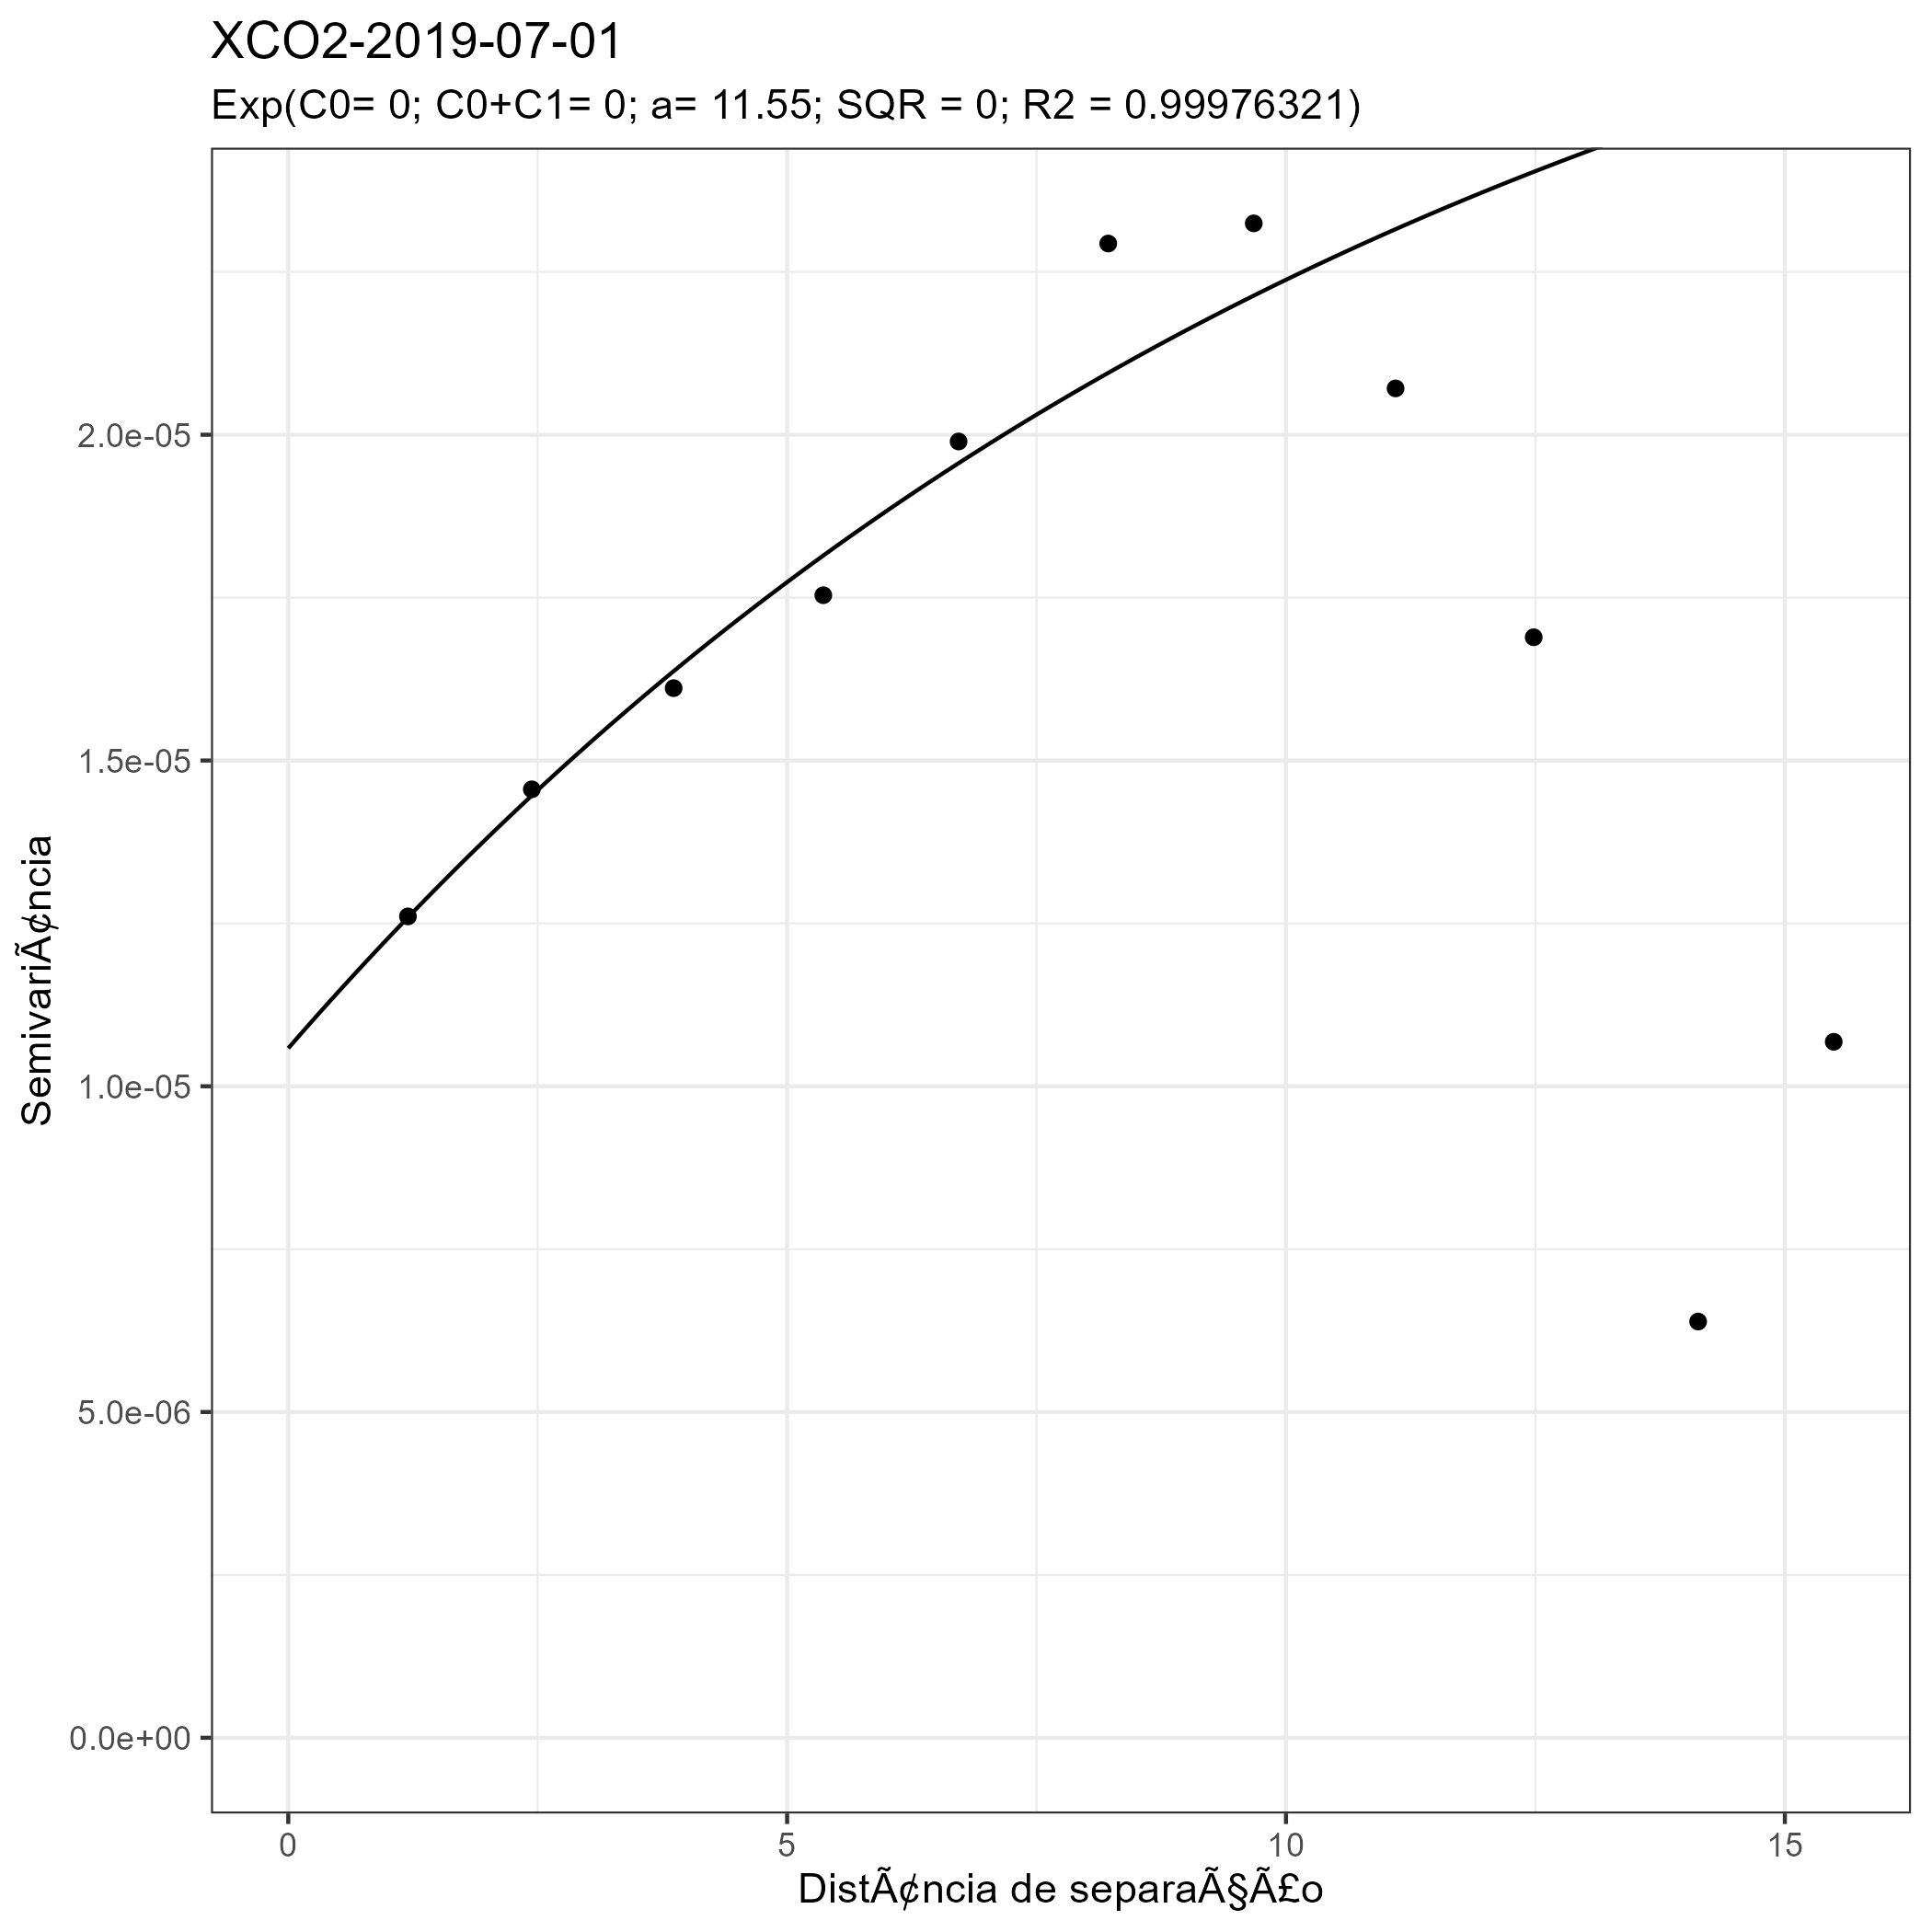 XCO2-2019-07-01
Exp(C0= 0; C0+C1= 0; a= 11.55; SQR = 0; R2 = 0.99976321)
SemivariÃ¢ncia
2.0e-05
1.5e-05
1.0e-05
5.0e-06
0.0e+00
0 5 10 15
DistÃ¢ncia de separaÃ§Ã£o